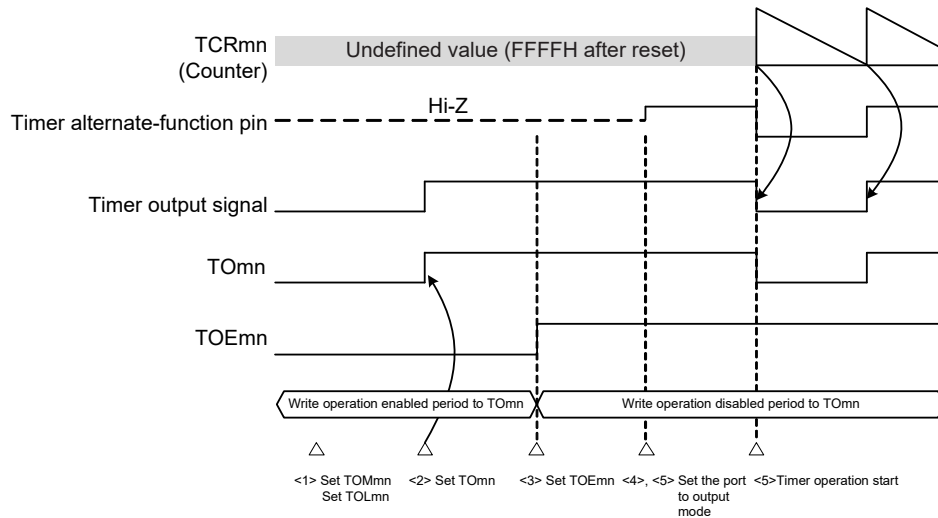 TCRmn
(Counter)
Undefined value (FFFFH after reset)
Hi-Z
Timer alternate-function pin
Timer output signal
TOmn
TOEmn
Write operation enabled period to TOmn
Write operation disabled period to TOmn
<1> Set TOMmn
Set TOLmn
<2> Set TOmn
<3> Set TOEmn
<4>, <5> Set the port
to output
mode
<5>Timer operation start